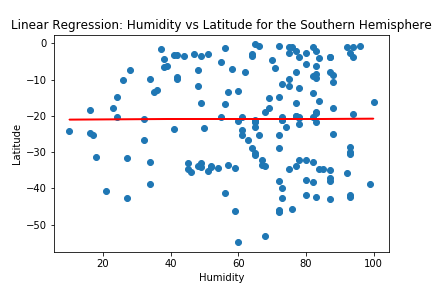 Linear Regression: Humidity vs Latitude for the Southern Hemisphere
0
−10
−20
−30
−40
−50
Latitude
20 40 60 80 100
Humidity